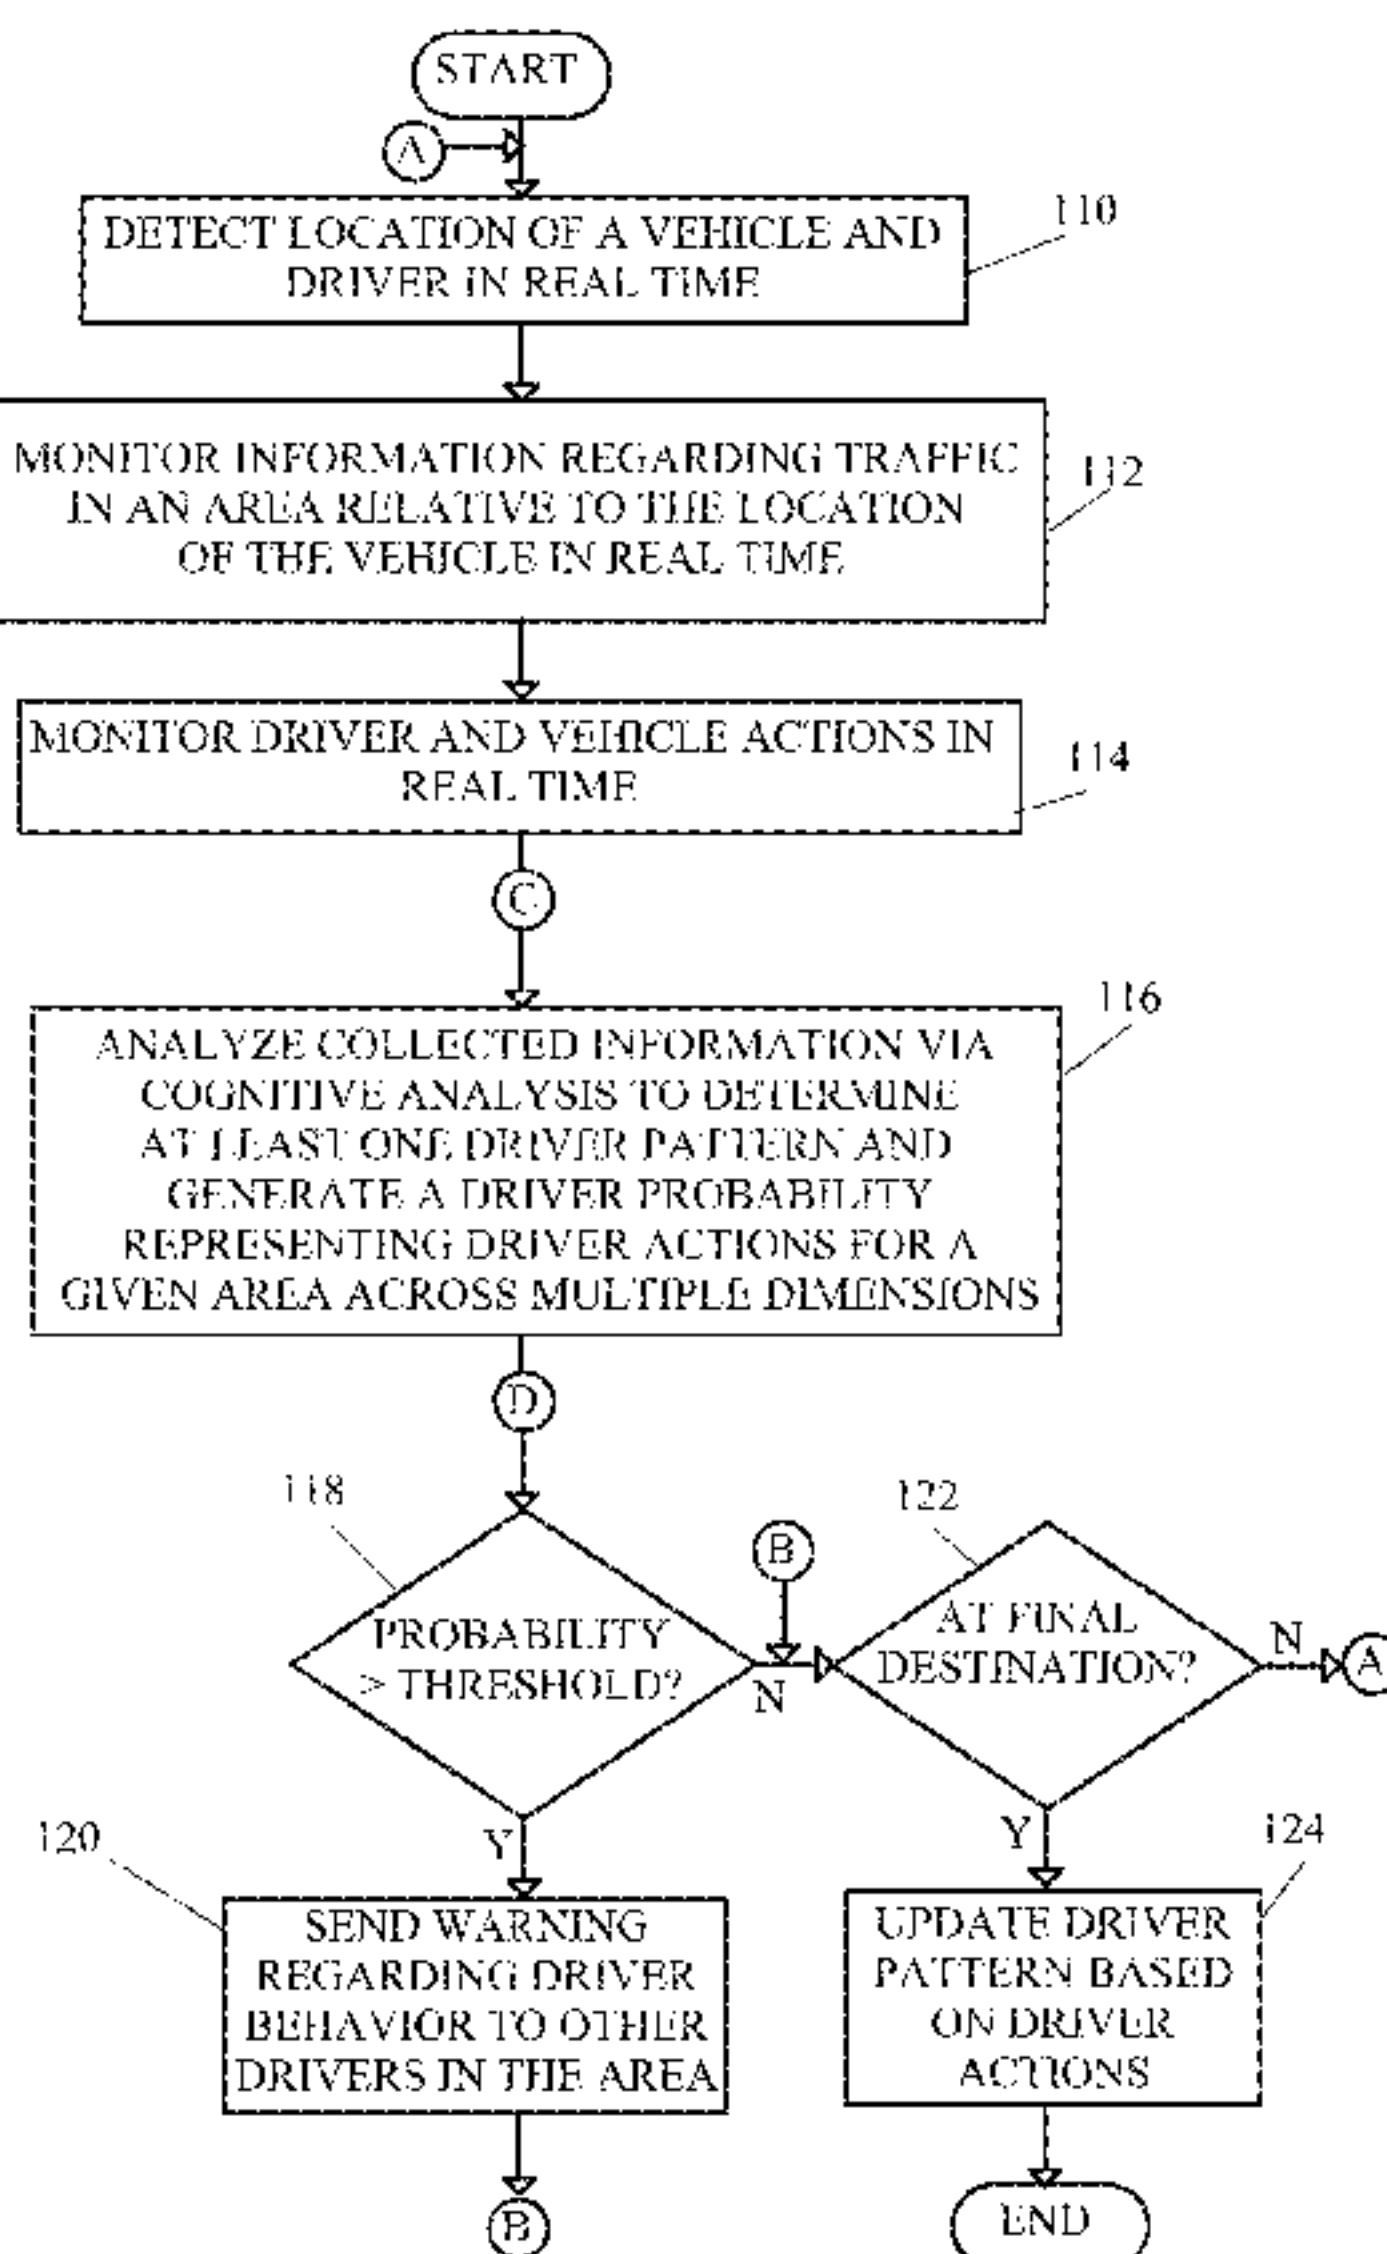 START
A
DETECT LOCATION OF A VEHICLE AND
DRIVER IN REAL TIME
110
MONITOR INFORMATION REGARDING TRAFFIC
IN AN AREA RELATIVE TO THE LOCATION
OF THE VEHICLE IN REAL TIME
112
MONITOR DRIVER AND VEHICLE ACTIONS IN
REAL TIME
114
C
116
ANALYZE COLLECTED INFORMATION VIA
COGNITIVE ANALYSIS TO DETERMINE
AT LEAST ONE DRIVER PATTERN AND
GENERATE A DRIVER PROBABILITY
REPRESENTING DRIVER ACTIONS FOR A
GIVEN AREA ACROSS MULTIPLE DIMENSIONS
D
118
PROBABILITY
> THRESHOLD?
N
B
122
AT FINAL
DESTINATION?
N
A
Y
120
SEND WARNING
REGARDING DRIVER
BEHAVIOR TO OTHER
DRIVERS IN THE AREA
B
Y
124
UPDATE DRIVER
PATTERN BASED
ON DRIVER
ACTIONS
END